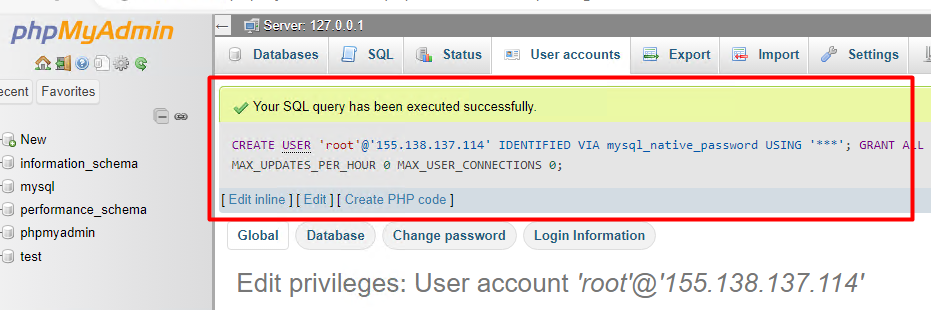 phpMyAdmin
ecent
Favorites
New
information_schema
mysql
performance_schema
phpmyadmin
test
Server: 127.0.0.1
Databases
SQL
Status
User accounts
Export
Import
Settings
Your SQL query has been executed successfully.
CREATE USER 'root'@'155.138.137.114' IDENTIFIED VIA mysql_native_password USING '***'; GRANT ALL
MAX_UPDATES_PER_HOUR 0 MAX_USER_CONNECTIONS 0;
[ Edit inline ] [ Edit ] [ Create PHP code ]
Global
Database
Change password
Login Information
Edit privileges: User account 'root'@'155.138.137.114'